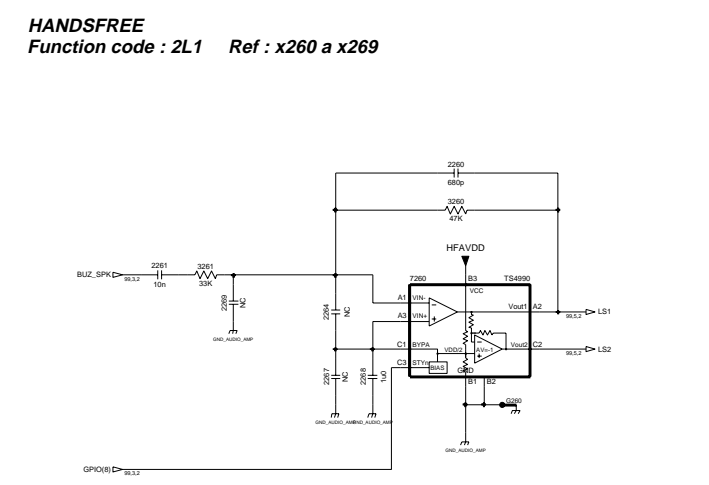 HANDSFREE
Function code : 2L1 Ref : x260 a x269
2260
680p
3260
47K
HFAVDD
BUZ_SPK
99,3,2
2261
10n
3261
33K
7260
B3
TS4990
VCC
2269
NC
GND_AUDIO_AMP
2264
NC
A1
VIN-
A3
VIN+
Vout1
A2
99,5,2
LS1
C1
BYPA
VDD/2
AV=-1
Vout2
C2
99,5,2
LS2
C3
BIAS
GND
2267
NC
2268
1u0
B1
B2
G260
GND_AUDIO_AMP
GND_AUDIO_AMP
GND_AUDIO_AMP
GPIO(8)
99,3,2